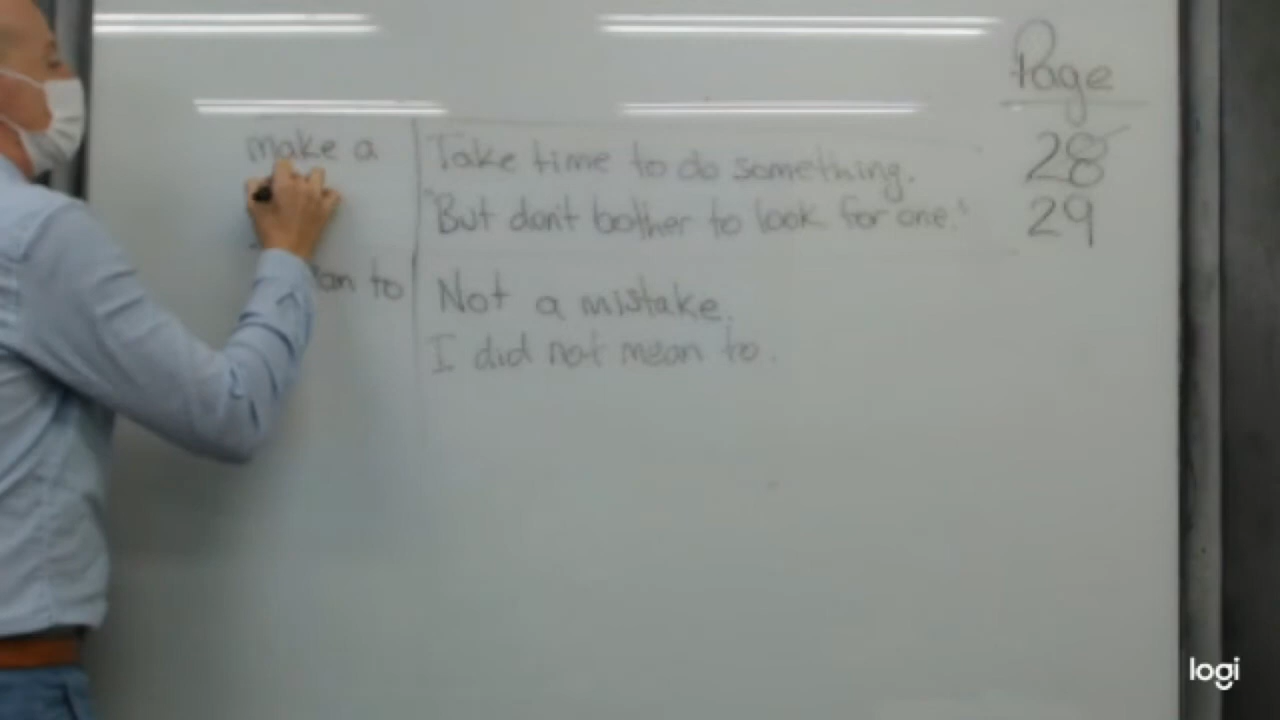 Page
make a
Take time to do something.
28
"But don't bother to look for one."
29
to
Not a mistake.
I did not mean to.
logi